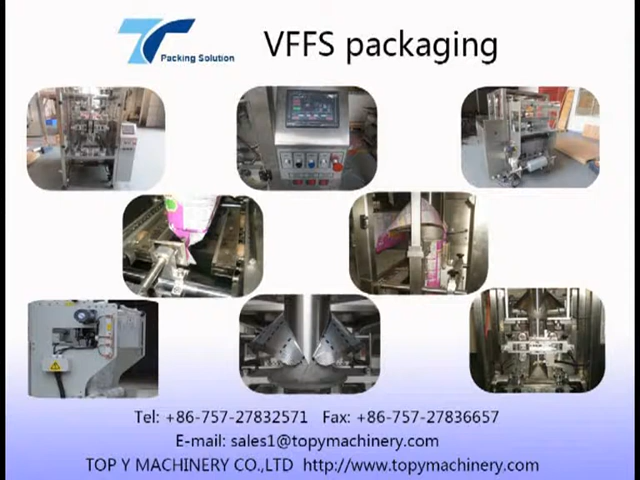 Packing Solution
VFFS packaging
Tel: +86-757-27832571 Fax: +86-757-27836657
E-mail: sales1@topymachinery.com
TOP Y MACHINERY CO.,LTD http://www.topymachinery.com